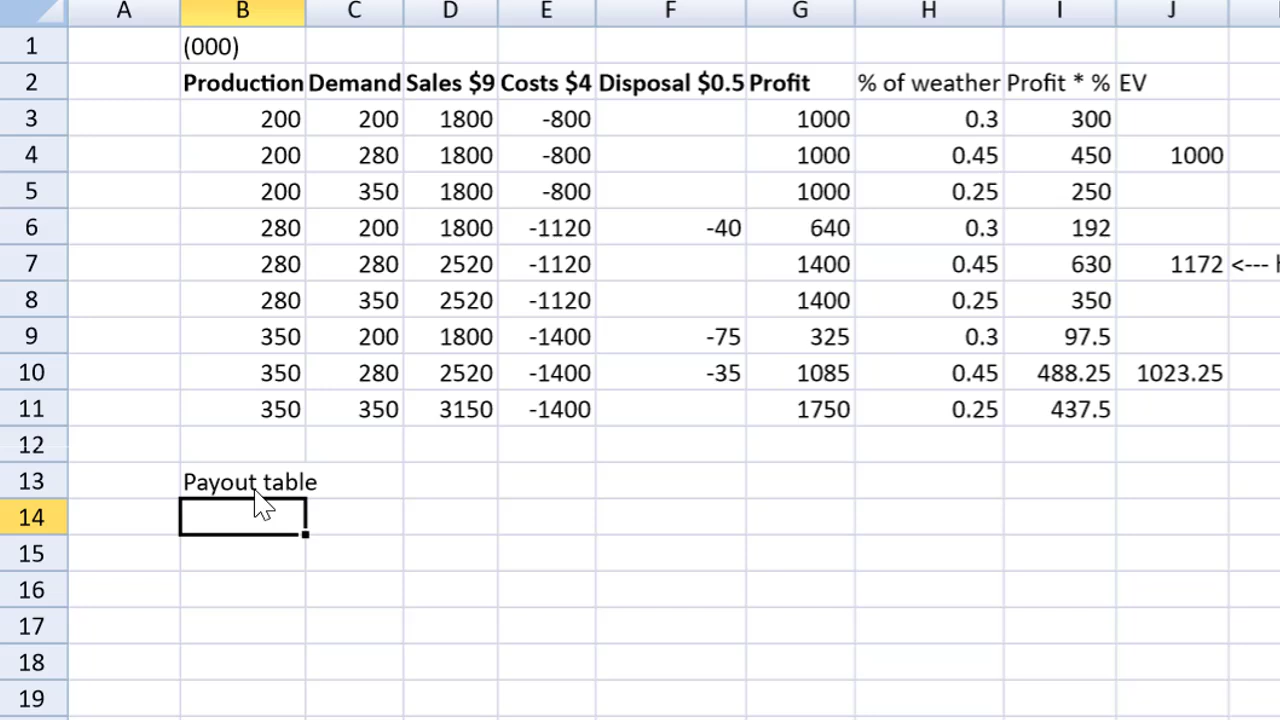 A B C D E F G H I J
1 (000)
2 Production Demand Sales $9 Costs $4 Disposal $0.5 Profit % of weather Profit * % EV
3 200 200 1800 -800 1000 0.3 300
4 200 280 1800 -800 1000 0.45 450 1000
5 200 350 1800 -800 1000 0.25 250
6 280 200 1800 -1120 -40 640 0.3 192
7 280 280 2520 -1120 1400 0.45 630 1172 <---
8 280 350 2520 -1120 1400 0.25 350
9 350 200 1800 -1400 -75 325 0.3 97.5
10 350 280 2520 -1400 -35 1085 0.45 488.25 1023.25
11 350 350 3150 -1400 1750 0.25 437.5
12
13 Payout table
14
15
16
17
18
19